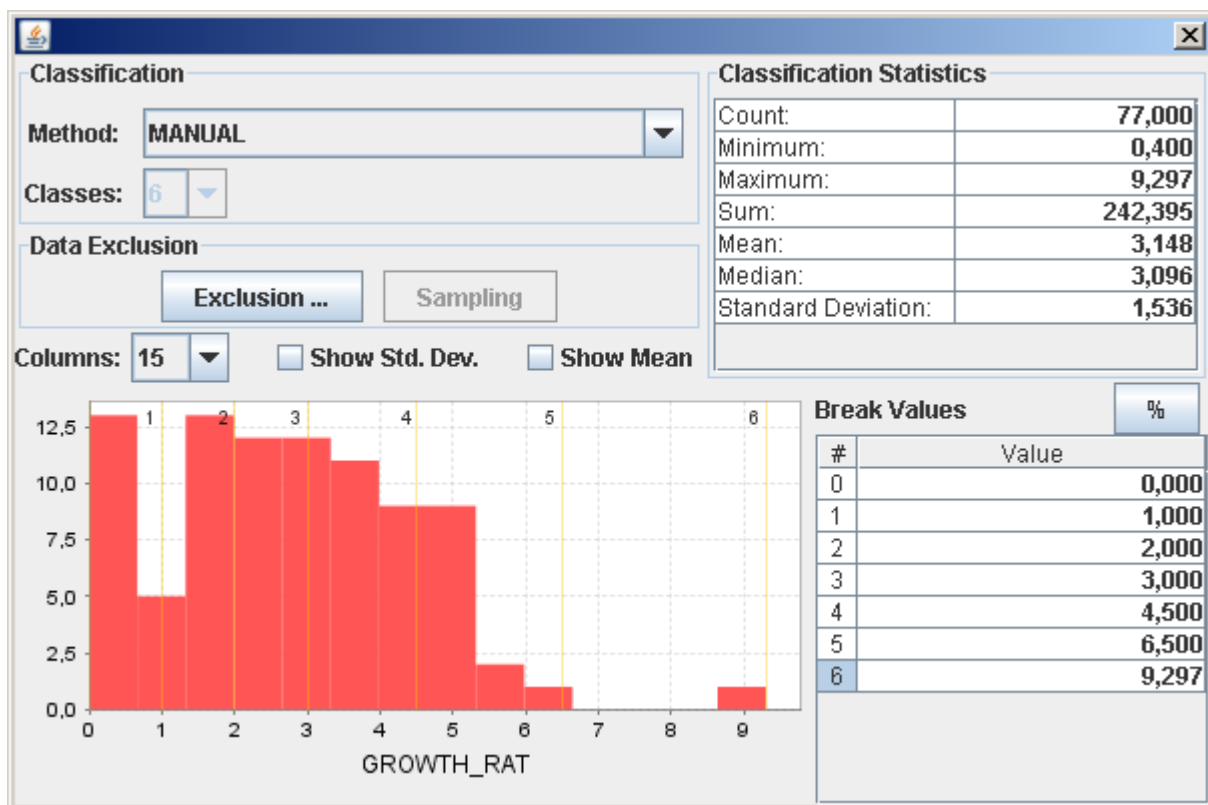 Classification
Method: MANUAL
Classes: 6
Data Exclusion
Exclusion ...
Sampling
Columns: 15
Show Std. Dev.
Show Mean
Classification Statistics
Count: 77,000
Minimum: 0,400
Maximum: 9,297
Sum: 242,395
Mean: 3,148
Median: 3,096
Standard Deviation: 1,536
1 2 3 4 5 6
12,5
10,0
7,5
5,0
2,5
0,0
0 1 2 3 4 5 6 7 8 9
GROWTH_RAT
Break Values %
# Value
0 0,000
1 1,000
2 2,000
3 3,000
4 4,500
5 6,500
6 9,297